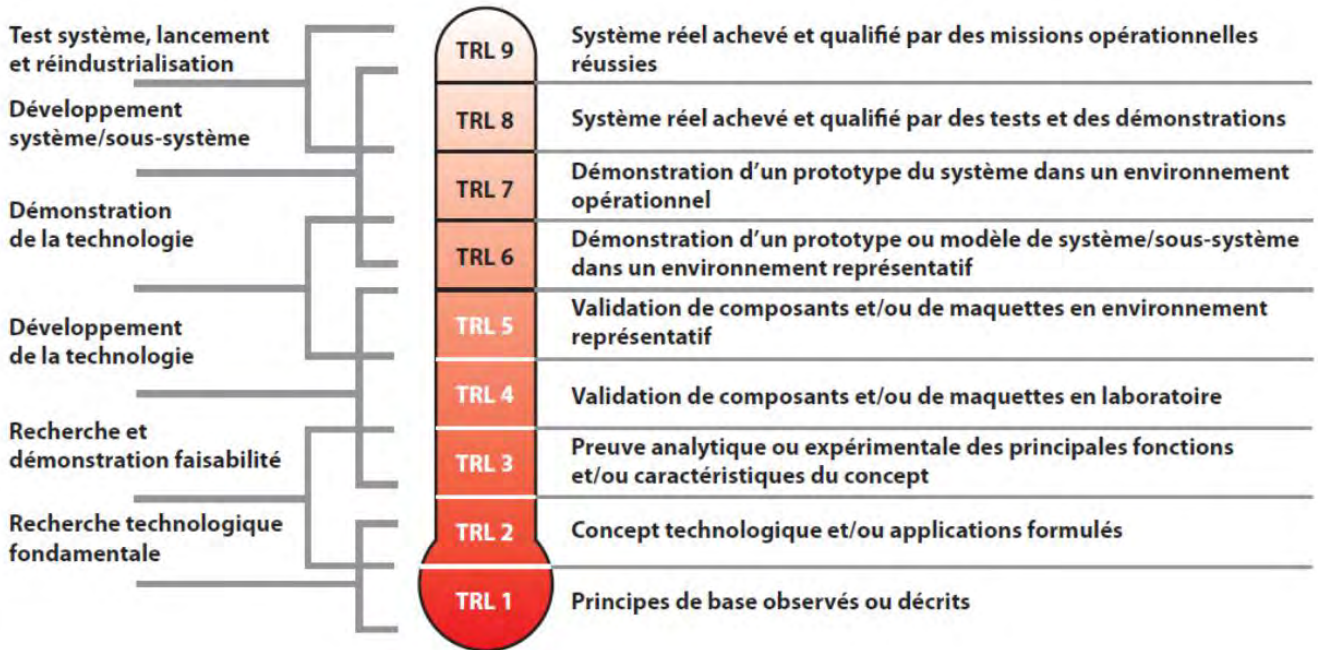 Test système, lancement
et réindustrialisation
Développement
système/sous-système
Démonstration
de la technologie
Développement
de la technologie
Recherche et
démonstration faisabilité
Recherche technologique
fondamentale
TRL 9
Système réel achevé et qualifié par des missions opérationnelles
réussies
TRL 8
Système réel achevé et qualifié par des tests et des démonstrations
TRL 7
Démonstration d'un prototype du système dans un environnement
opérationnel
TRL 6
Démonstration d'un prototype ou modèle de système/sous-système
dans un environnement représentatif
TRL 5
Validation de composants et/ou de maquettes en environnement
représentatif
TRL 4
Validation de composants et/ou de maquettes en laboratoire
TRL 3
Preuve analytique ou expérimentale des principales fonctions
et/ou caractéristiques du concept
TRL 2
Concept technologique et/ou applications formulés
TRL 1
Principes de base observés ou décrits